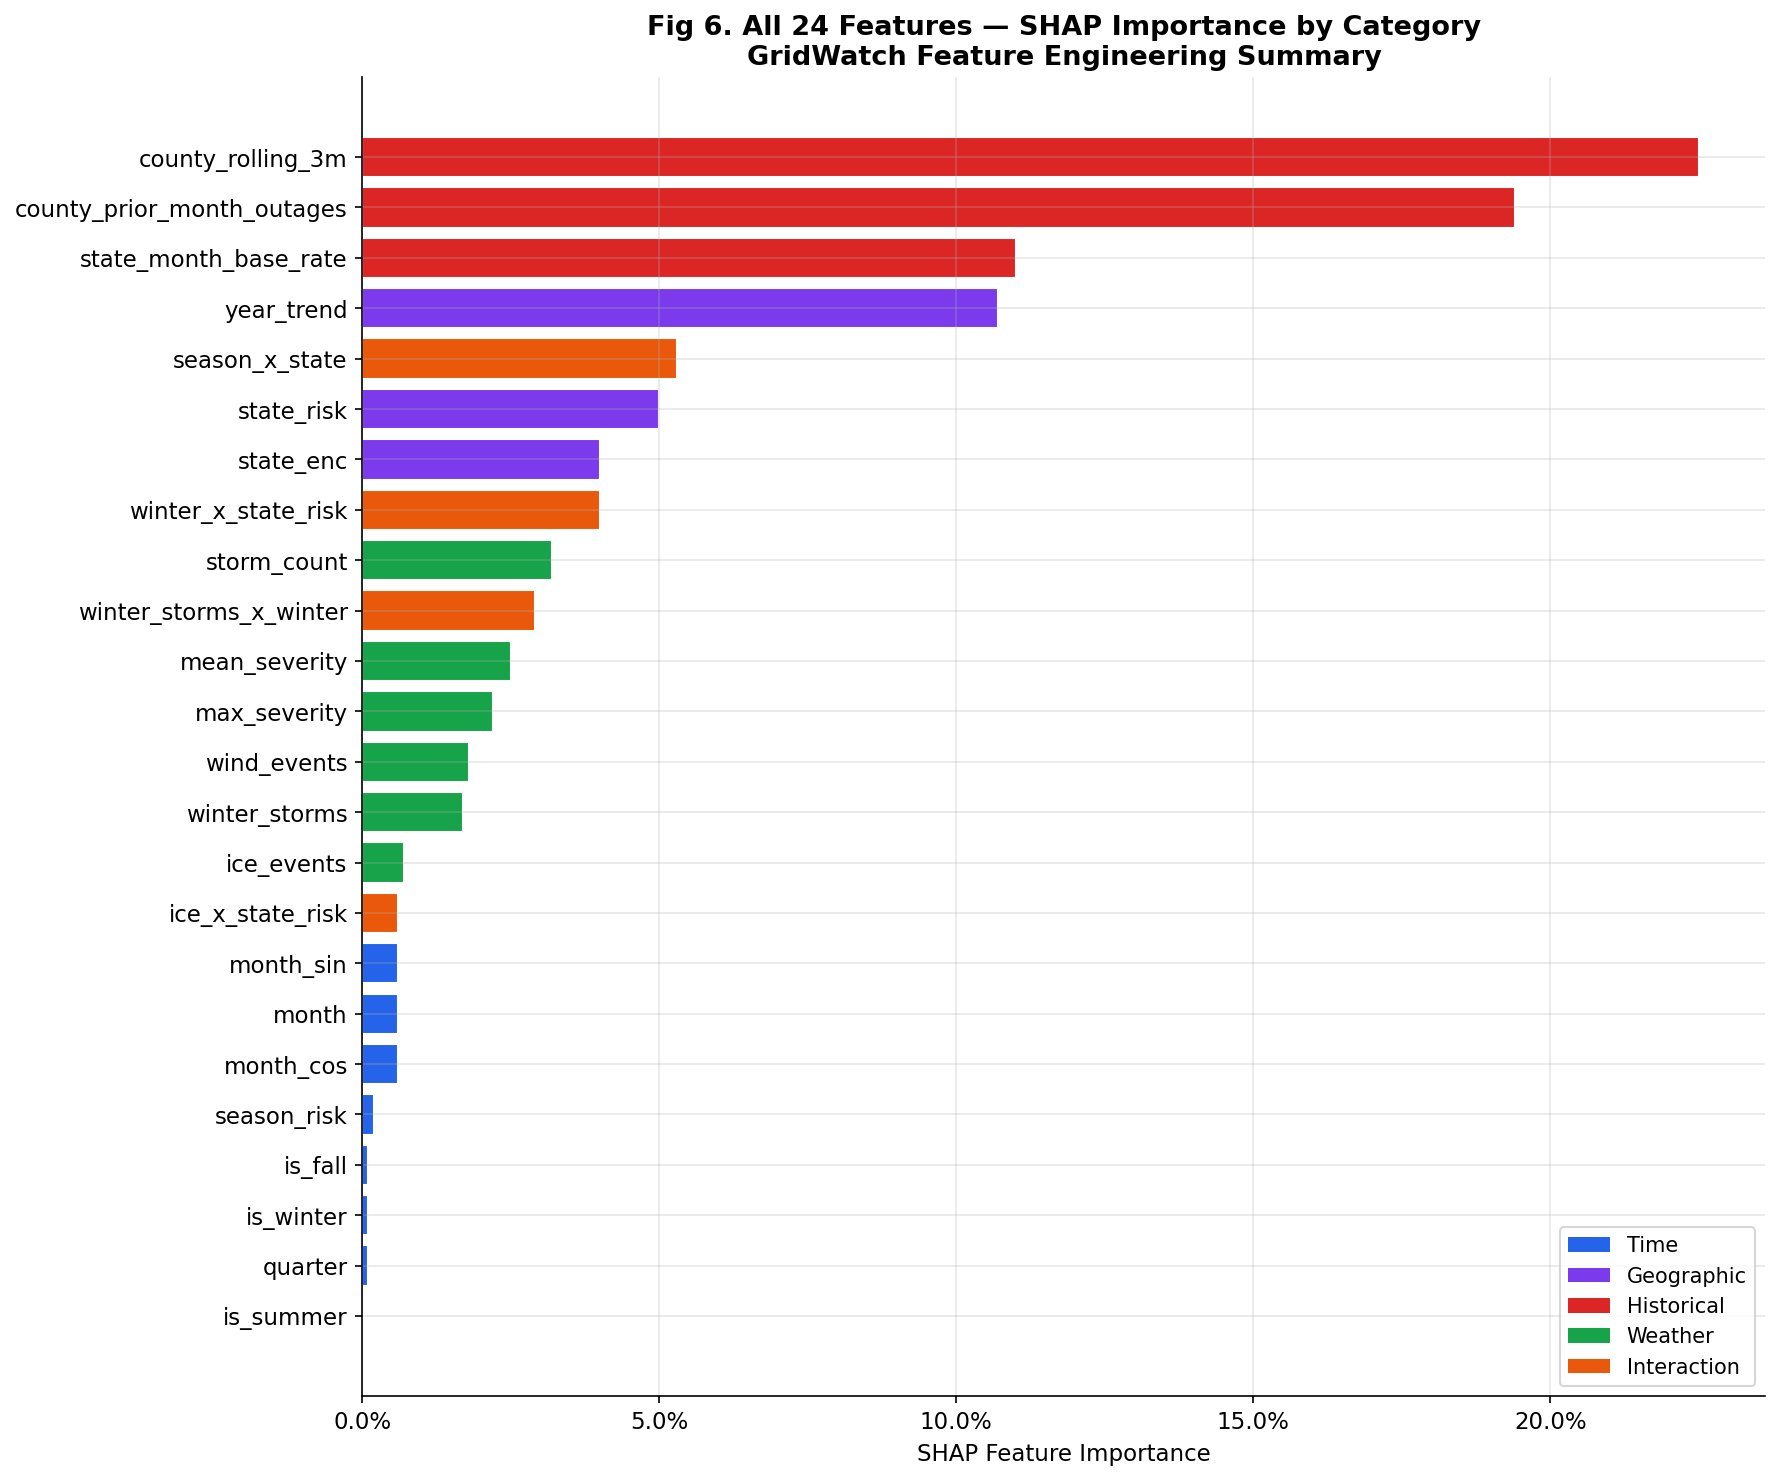 Fig 6. All 24 Features — SHAP Importance by Category
GridWatch Feature Engineering Summary
county_rolling_3m
county_prior_month_outages
state_month_base_rate
year_trend
season_x_state
state_risk
state_enc
winter_x_state_risk
storm_count
winter_storms_x_winter
mean_severity
max_severity
wind_events
winter_storms
ice_events
ice_x_state_risk
month_sin
month
month_cos
season_risk
is_fall
is_winter
quarter
is_summer
Time
Geographic
Historical
Weather
Interaction
0.0% 5.0% 10.0% 15.0% 20.0%
SHAP Feature Importance